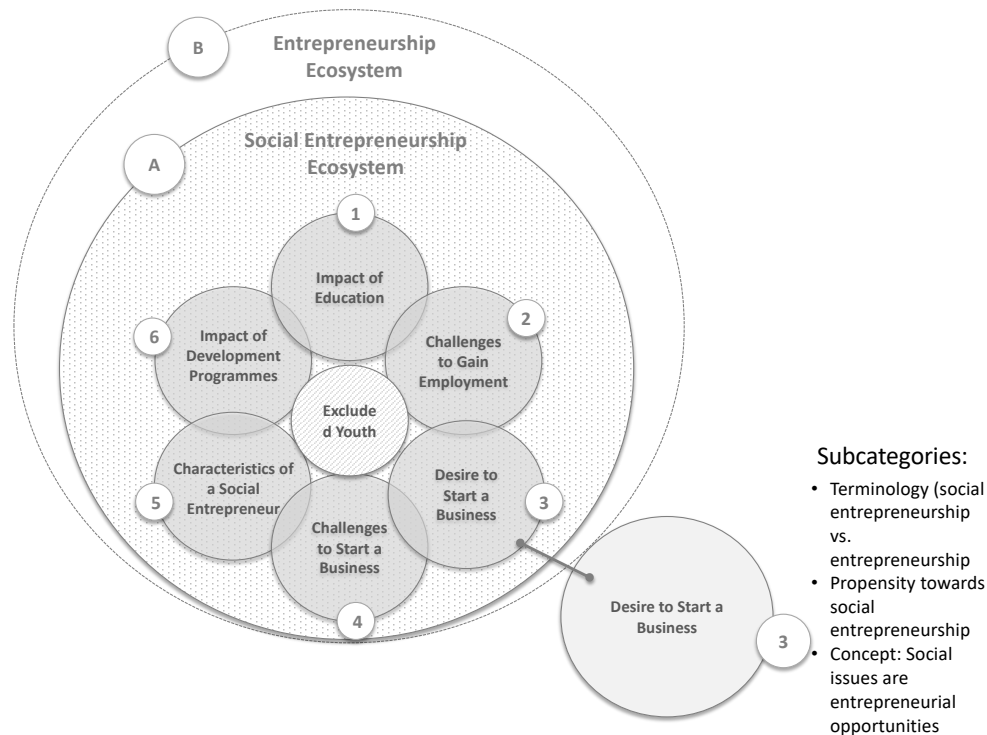 B
Entrepreneurship
Ecosystem
A
Social Entrepreneurship
Ecosystem
1
Impact of
Education
2
Challenges
to Gain
Employment
6
Impact of
Development
Programmes
Exclude
d Youth
Characteristics of
a Social
Entrepreneur
5
Desire to
Start a
Business
3
Challenges
to Start a
Business
4
Desire to Start a
Business
3
Subcategories:
• Terminology (social
entrepreneurship
vs.
entrepreneurship
• Propensity towards
social
entrepreneurship
• Concept: Social
issues are
entrepreneurial
opportunities